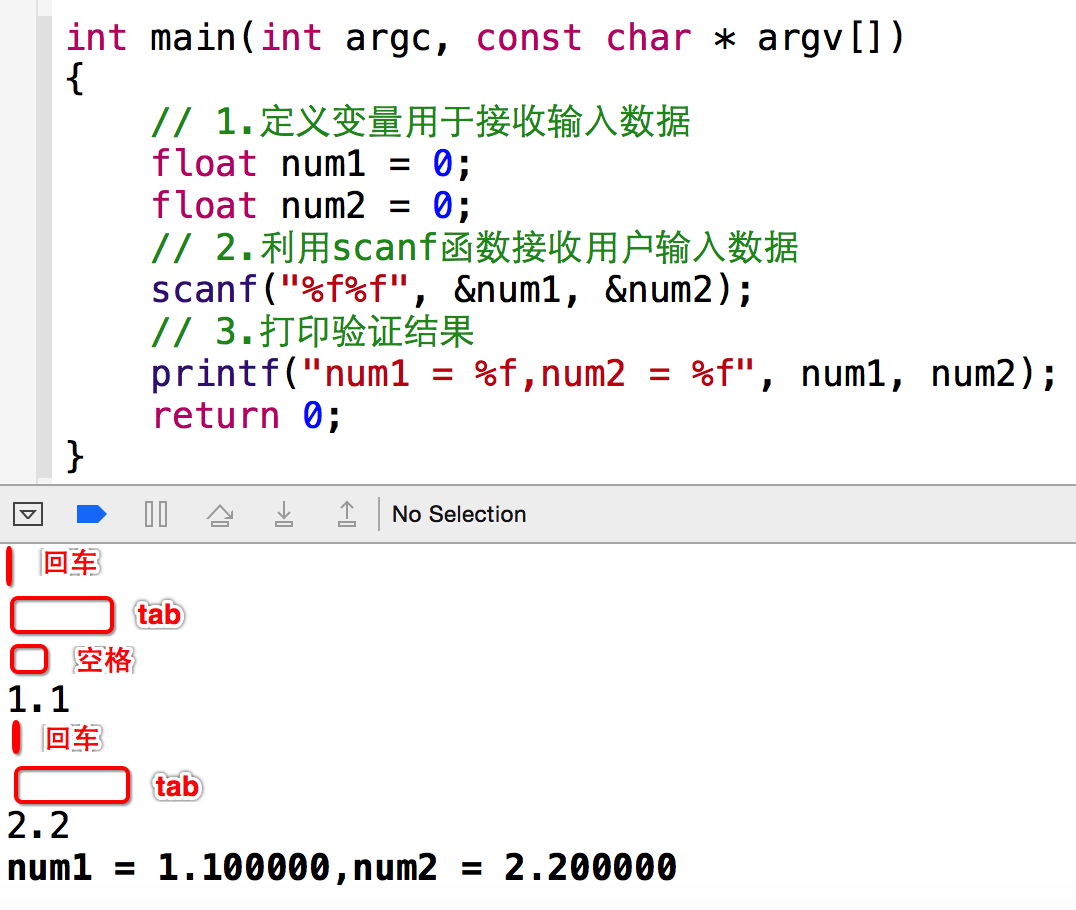 int main(int argc, const char * argv[])
{
// 1.定义变量用于接收输入数据
float num1 = 0;
float num2 = 0;
// 2.利用scanf函数接收用户输入数据
scanf("%f%f", &num1, &num2);
// 3.打印验证结果
printf("num1 = %f,num2 = %f", num1, num2);
return 0;
}
No Selection
回车
tab
空格
1.1
回车
tab
2.2
num1 = 1.100000,num2 = 2.200000